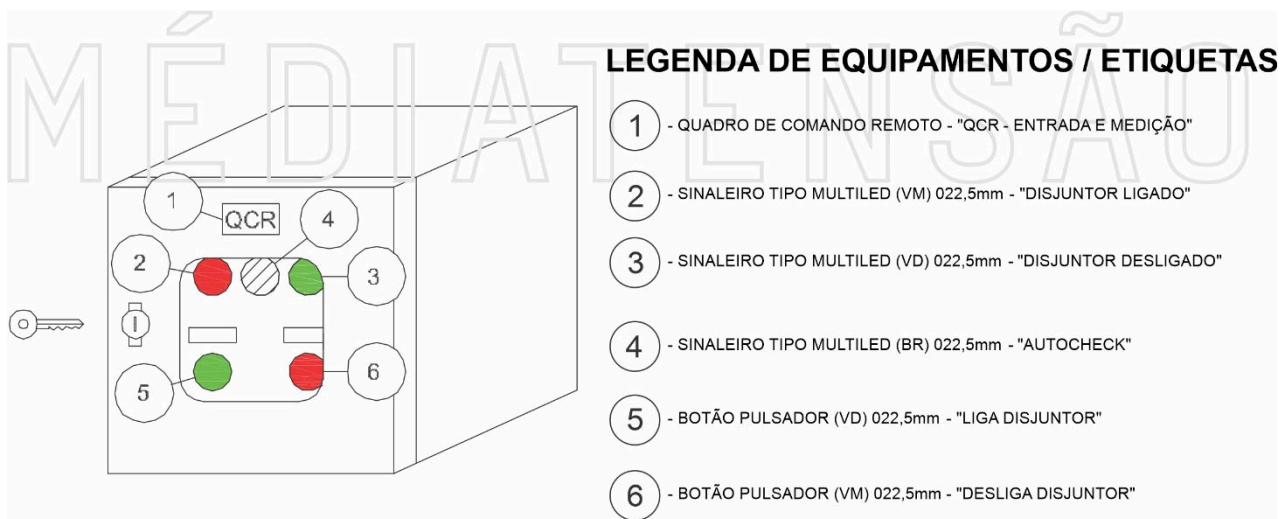 MÉDIATENSÃO
LEGENDA DE EQUIPAMENTOS / ETIQUETAS
1 - QUADRO DE COMANDO REMOTO - "QCR - ENTRADA E MEDIÇÃO"
2 - SINALEIRO TIPO MULTILED (VM) 022,5mm - "DISJUNTOR LIGADO"
3 - SINALEIRO TIPO MULTILED (VD) 022,5mm - "DISJUNTOR DESLIGADO"
4 - SINALEIRO TIPO MULTILED (BR) 022,5mm - "AUTOCHECK"
5 - BOTÃO PULSADOR (VD) 022,5mm - "LIGA DISJUNTOR"
6 - BOTÃO PULSADOR (VM) 022,5mm - "DESLIGA DISJUNTOR"
1
QCR
4
2
3
5
6